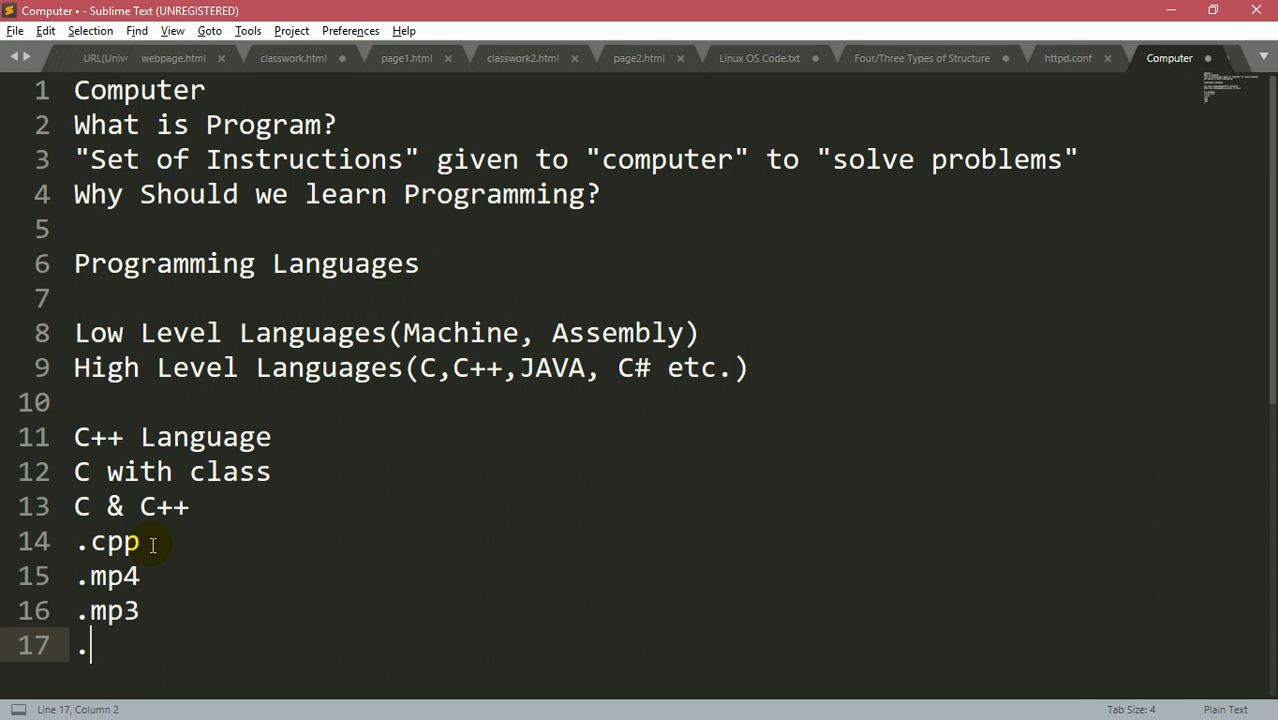 Computer • - Sublime Text (UNREGISTERED)
File Edit Selection Find View Goto Tools Project Preferences Help
URL(Univ webpage.html classwork.html page1.html classwork2.html page2.html Linux OS Code.txt Four/Three Types of Structure httpd.conf Computer
1 Computer
2 What is Program?
3 "Set of Instructions" given to "computer" to "solve problems"
4 Why Should we learn Programming?
5
6 Programming Languages
7
8 Low Level Languages(Machine, Assembly)
9 High Level Languages(C,C++,JAVA, C# etc.)
10
11 C++ Language
12 C with class
13 C & C++
14 .cpp
15 .mp4
16 .mp3
17 .
Line 17, Column 2 Tab Size: 4 Plain Text